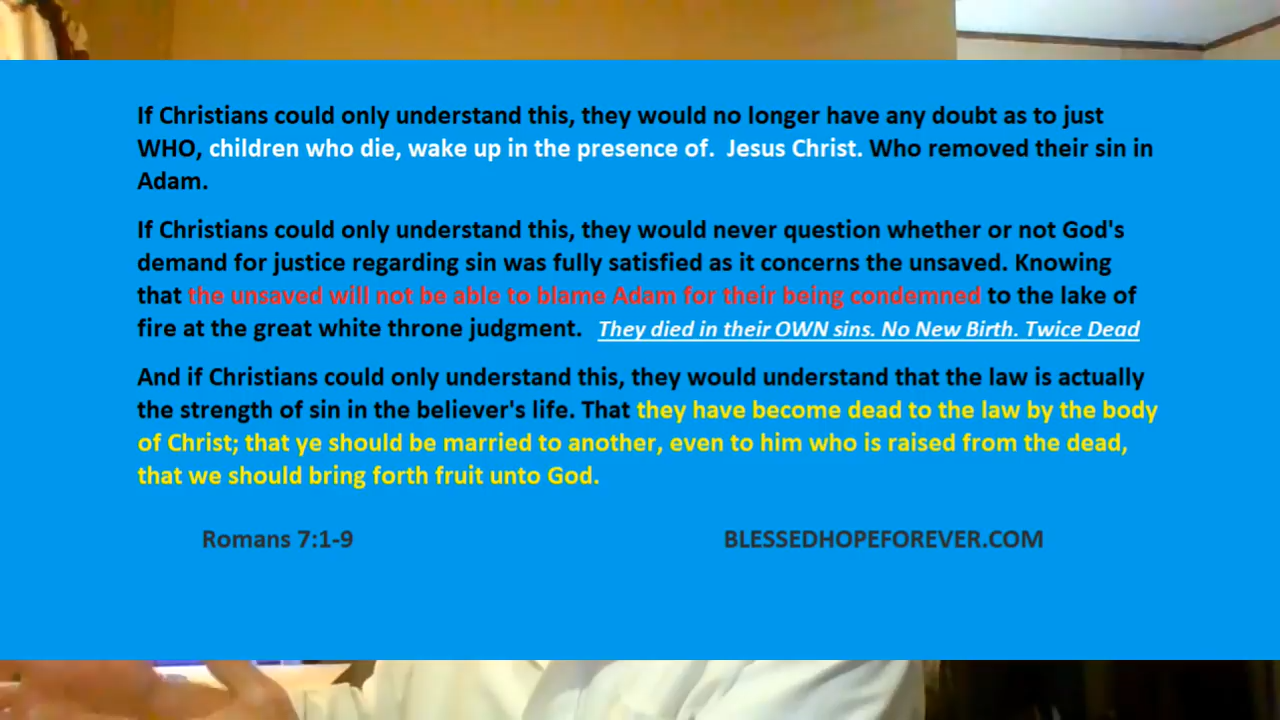 If Christians could only understand this, they would no longer have any doubt as to just
WHO, children who die, wake up in the presence of.  Jesus Christ. Who removed their sin in
Adam.
If Christians could only understand this, they would never question whether or not God's
demand for justice regarding sin was fully satisfied as it concerns the unsaved. Knowing
that the unsaved will not be able to blame Adam for their being condemned to the lake of
fire at the great white throne judgment.  They died in their OWN sins. No New Birth. Twice Dead
And if Christians could only understand this, they would understand that the law is actually
the strength of sin in the believer's life. That they have become dead to the law by the body
of Christ; that ye should be married to another, even to him who is raised from the dead,
that we should bring forth fruit unto God.
Romans 7:1-9
BLESSEDHOPEFOREVER.COM